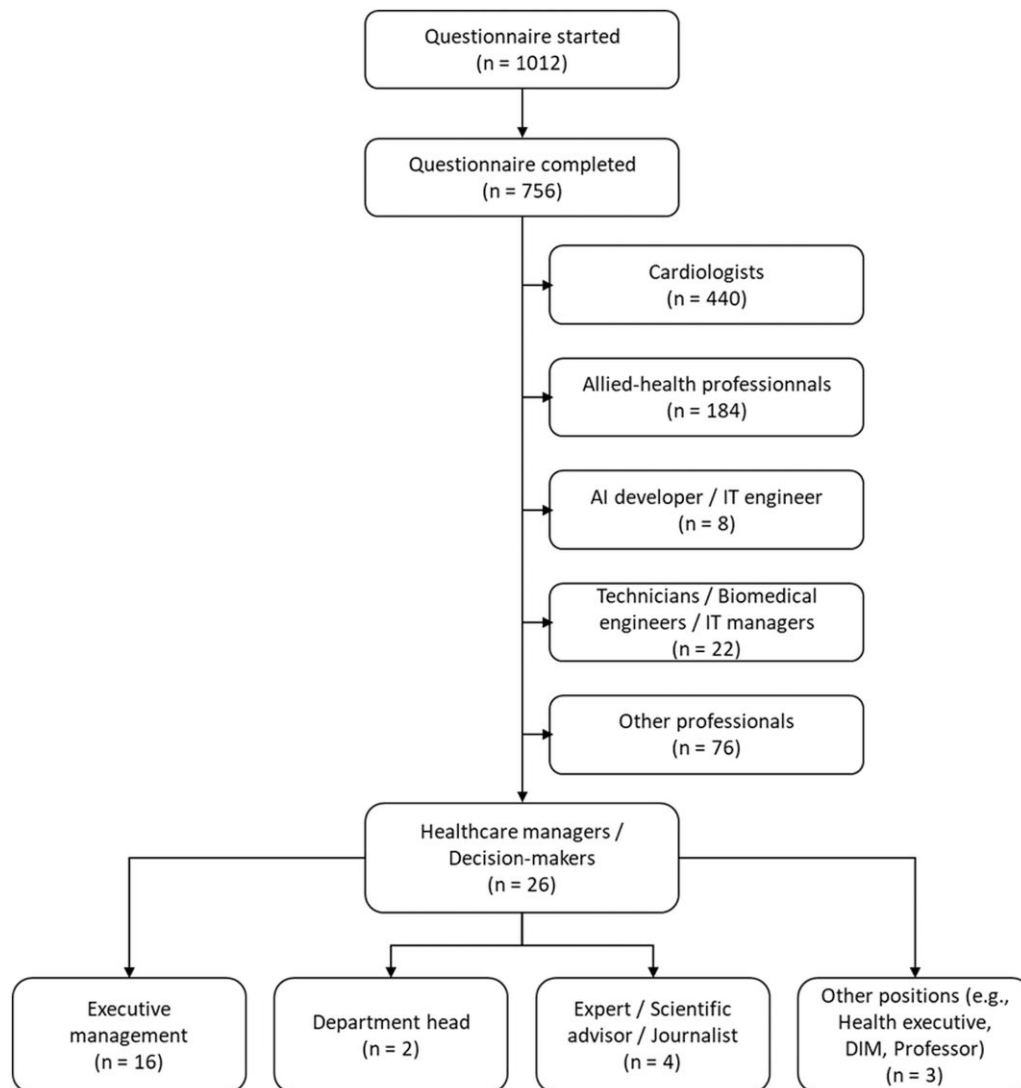 Questionnaire started
(n = 1012)
Questionnaire completed
(n = 756)
Cardiologists
(n = 440)
Allied-health professionnals
(n = 184)
AI developer / IT engineer
(n = 8)
Technicians / Biomedical
engineers / IT managers
(n = 22)
Other professionals
(n = 76)
Healthcare managers /
Decision-makers
(n = 26)
Executive
management
(n = 16)
Department head
(n = 2)
Expert / Scientific
advisor / Journalist
(n = 4)
Other positions (e.g.,
Health executive,
DIM, Professor)
(n = 3)